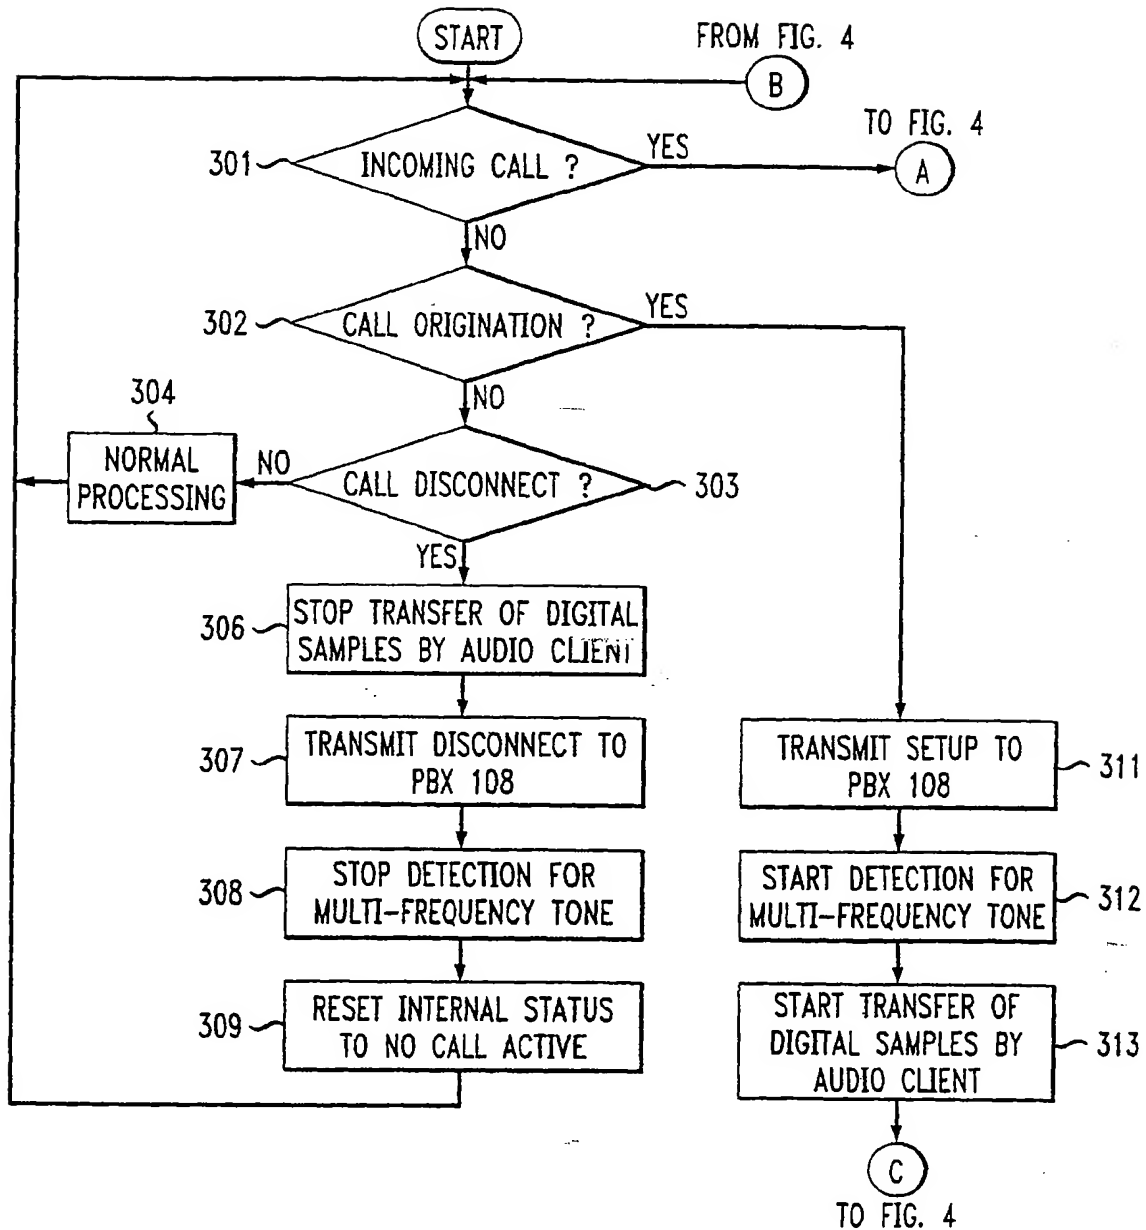 START
FROM FIG. 4
B
TO FIG. 4
A
301
INCOMING CALL ?
YES
NO
302
CALL ORIGINATION ?
YES
NO
304
NORMAL
PROCESSING
NO
CALL DISCONNECT ?
303
YES
306
STOP TRANSFER OF DIGITAL
SAMPLES BY AUDIO CLIENT
307
TRANSMIT DISCONNECT TO
PBX 108
TRANSMIT SETUP TO
PBX 108
311
308
STOP DETECTION FOR
MULTI-FREQUENCY TONE
START DETECTION FOR
MULTI-FREQUENCY TONE
312
309
RESET INTERNAL STATUS
TO NO CALL ACTIVE
START TRANSFER OF
DIGITAL SAMPLES BY
AUDIO CLIENT
313
C
TO FIG. 4